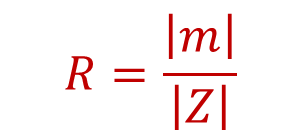 R = |m| / |Z|